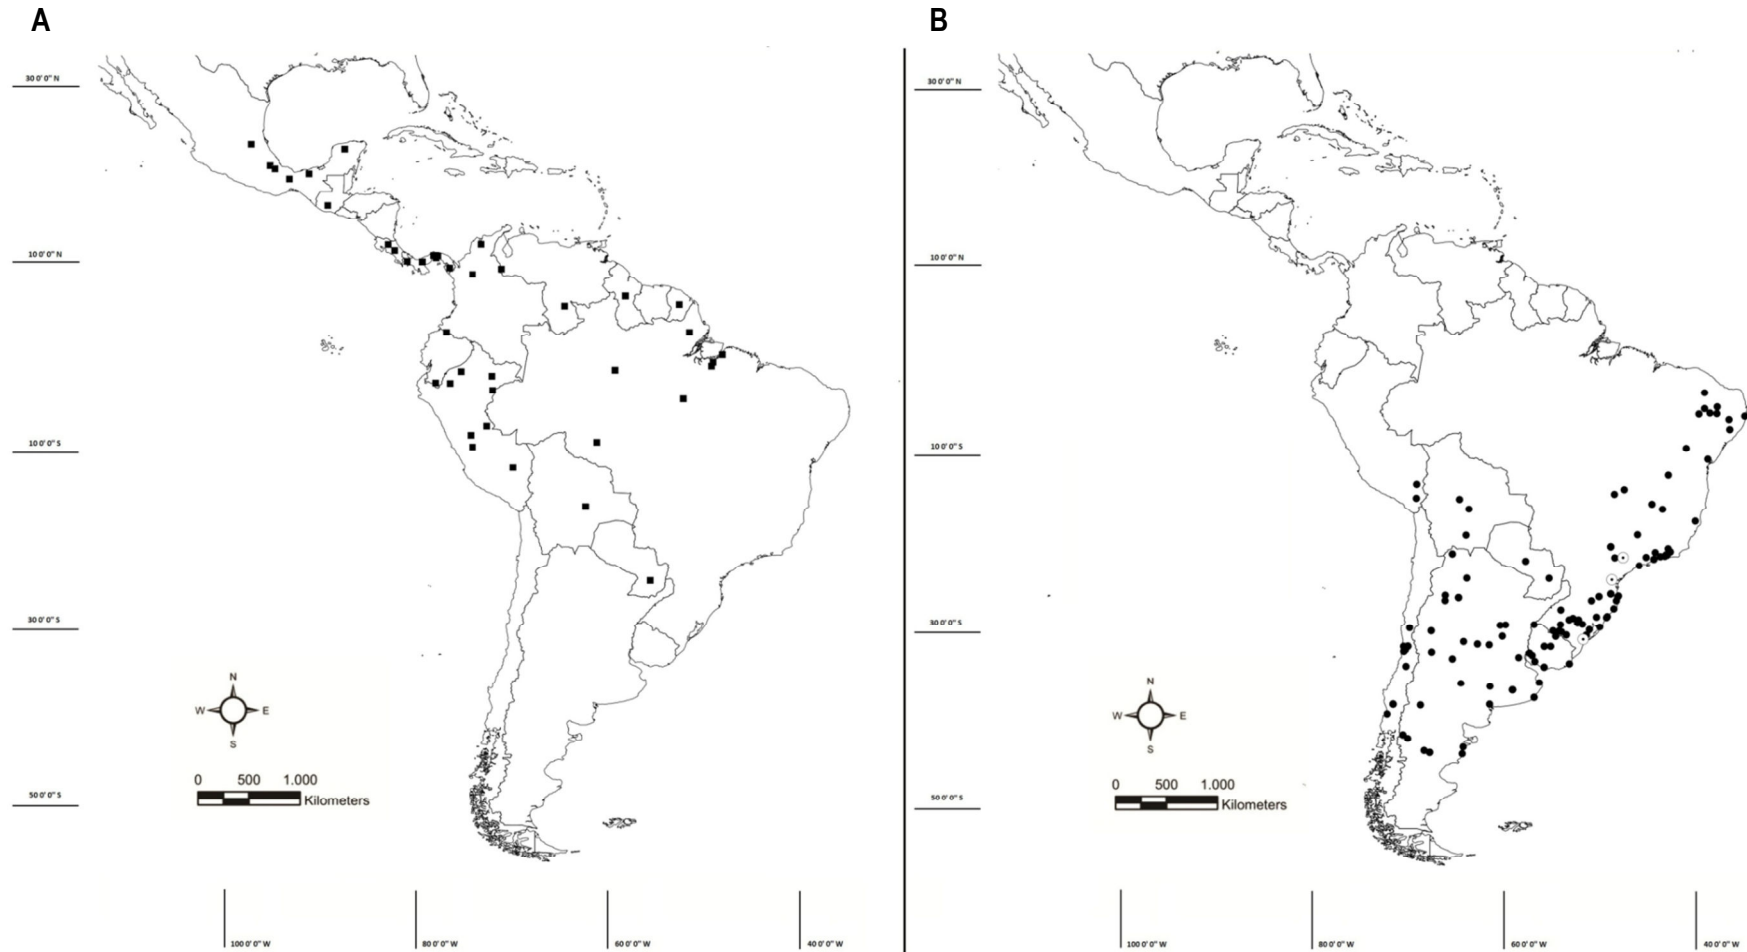 A
B
30 0' 0" N
10 0' 0" N
10 0' 0" S
30 0' 0" S
50 0' 0" S
N
W
E
S
0 500 1.000
Kilometers
100 0' 0" W
80 0' 0" W
60 0' 0" W
40 0' 0" W
30 0' 0" N
10 0' 0" N
10 0' 0" S
30 0' 0" S
50 0' 0" S
N
W
E
S
0 500 1.000
Kilometers
100 0' 0" W
80 0' 0" W
60 0' 0" W
40 0' 0" W